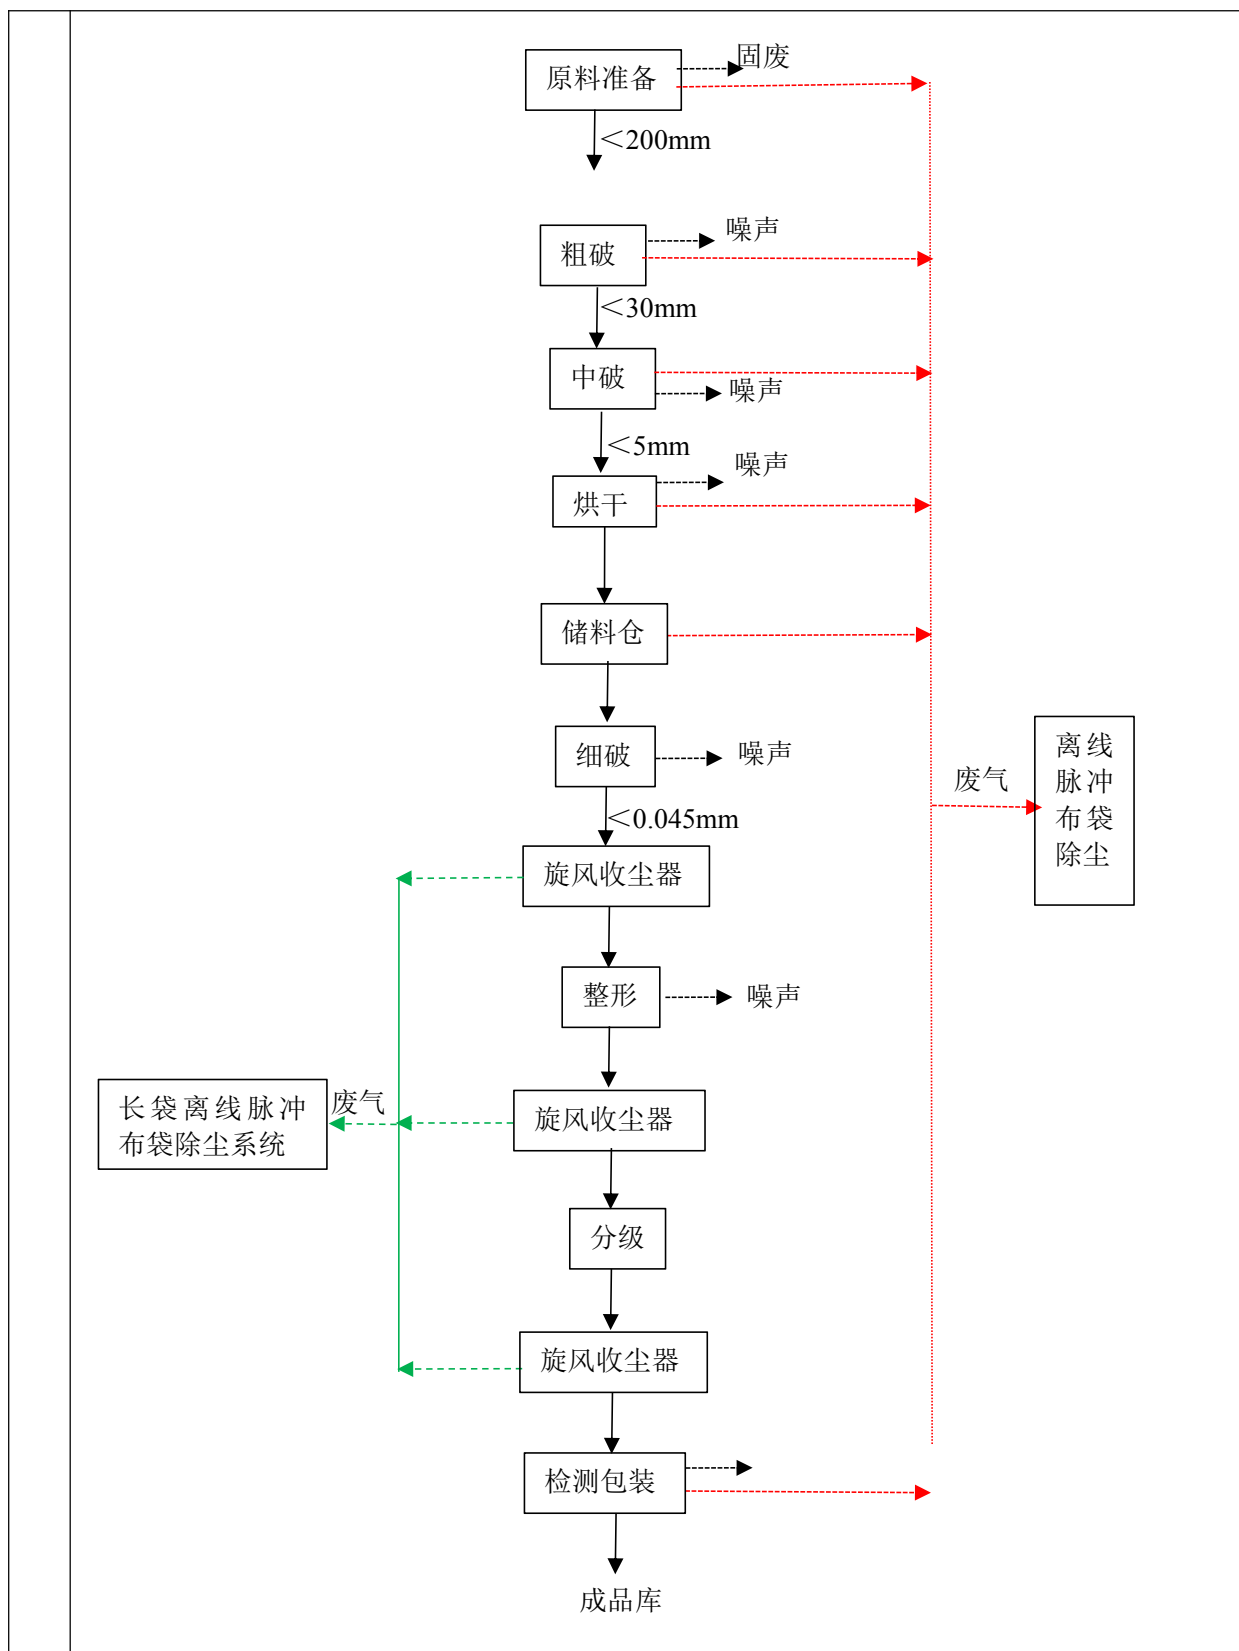 固废
原料准备
＜200mm
噪声
粗破
＜30mm
中破
噪声
＜5mm
噪声
烘干
储料仓
细破
噪声
废气
离线
脉冲
布袋
除尘
＜0.045mm
旋风收尘器
整形
噪声
长袋离线脉冲
布袋除尘系统
废气
旋风收尘器
分级
旋风收尘器
检测包装
成品库